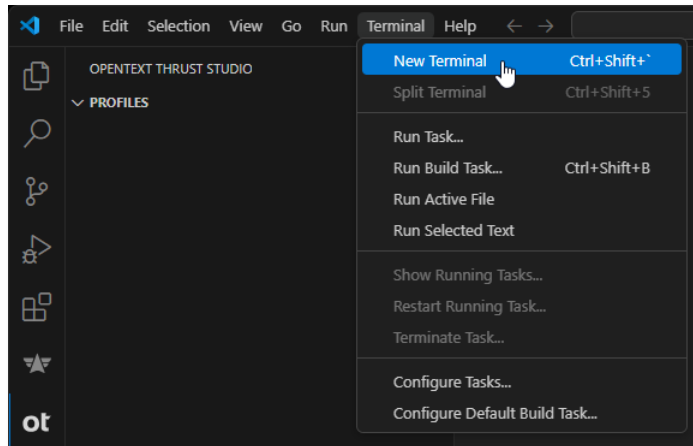 File Edit Selection View Go Run Terminal Help
OPENTEXT THRUST STUDIO
PROFILES
New Terminal Ctrl+Shift+`
Split Terminal Ctrl+Shift+5
Run Task...
Run Build Task... Ctrl+Shift+B
Run Active File
Run Selected Text
Show Running Tasks...
Restart Running Task...
Terminate Task...
Configure Tasks...
Configure Default Build Task...
ot